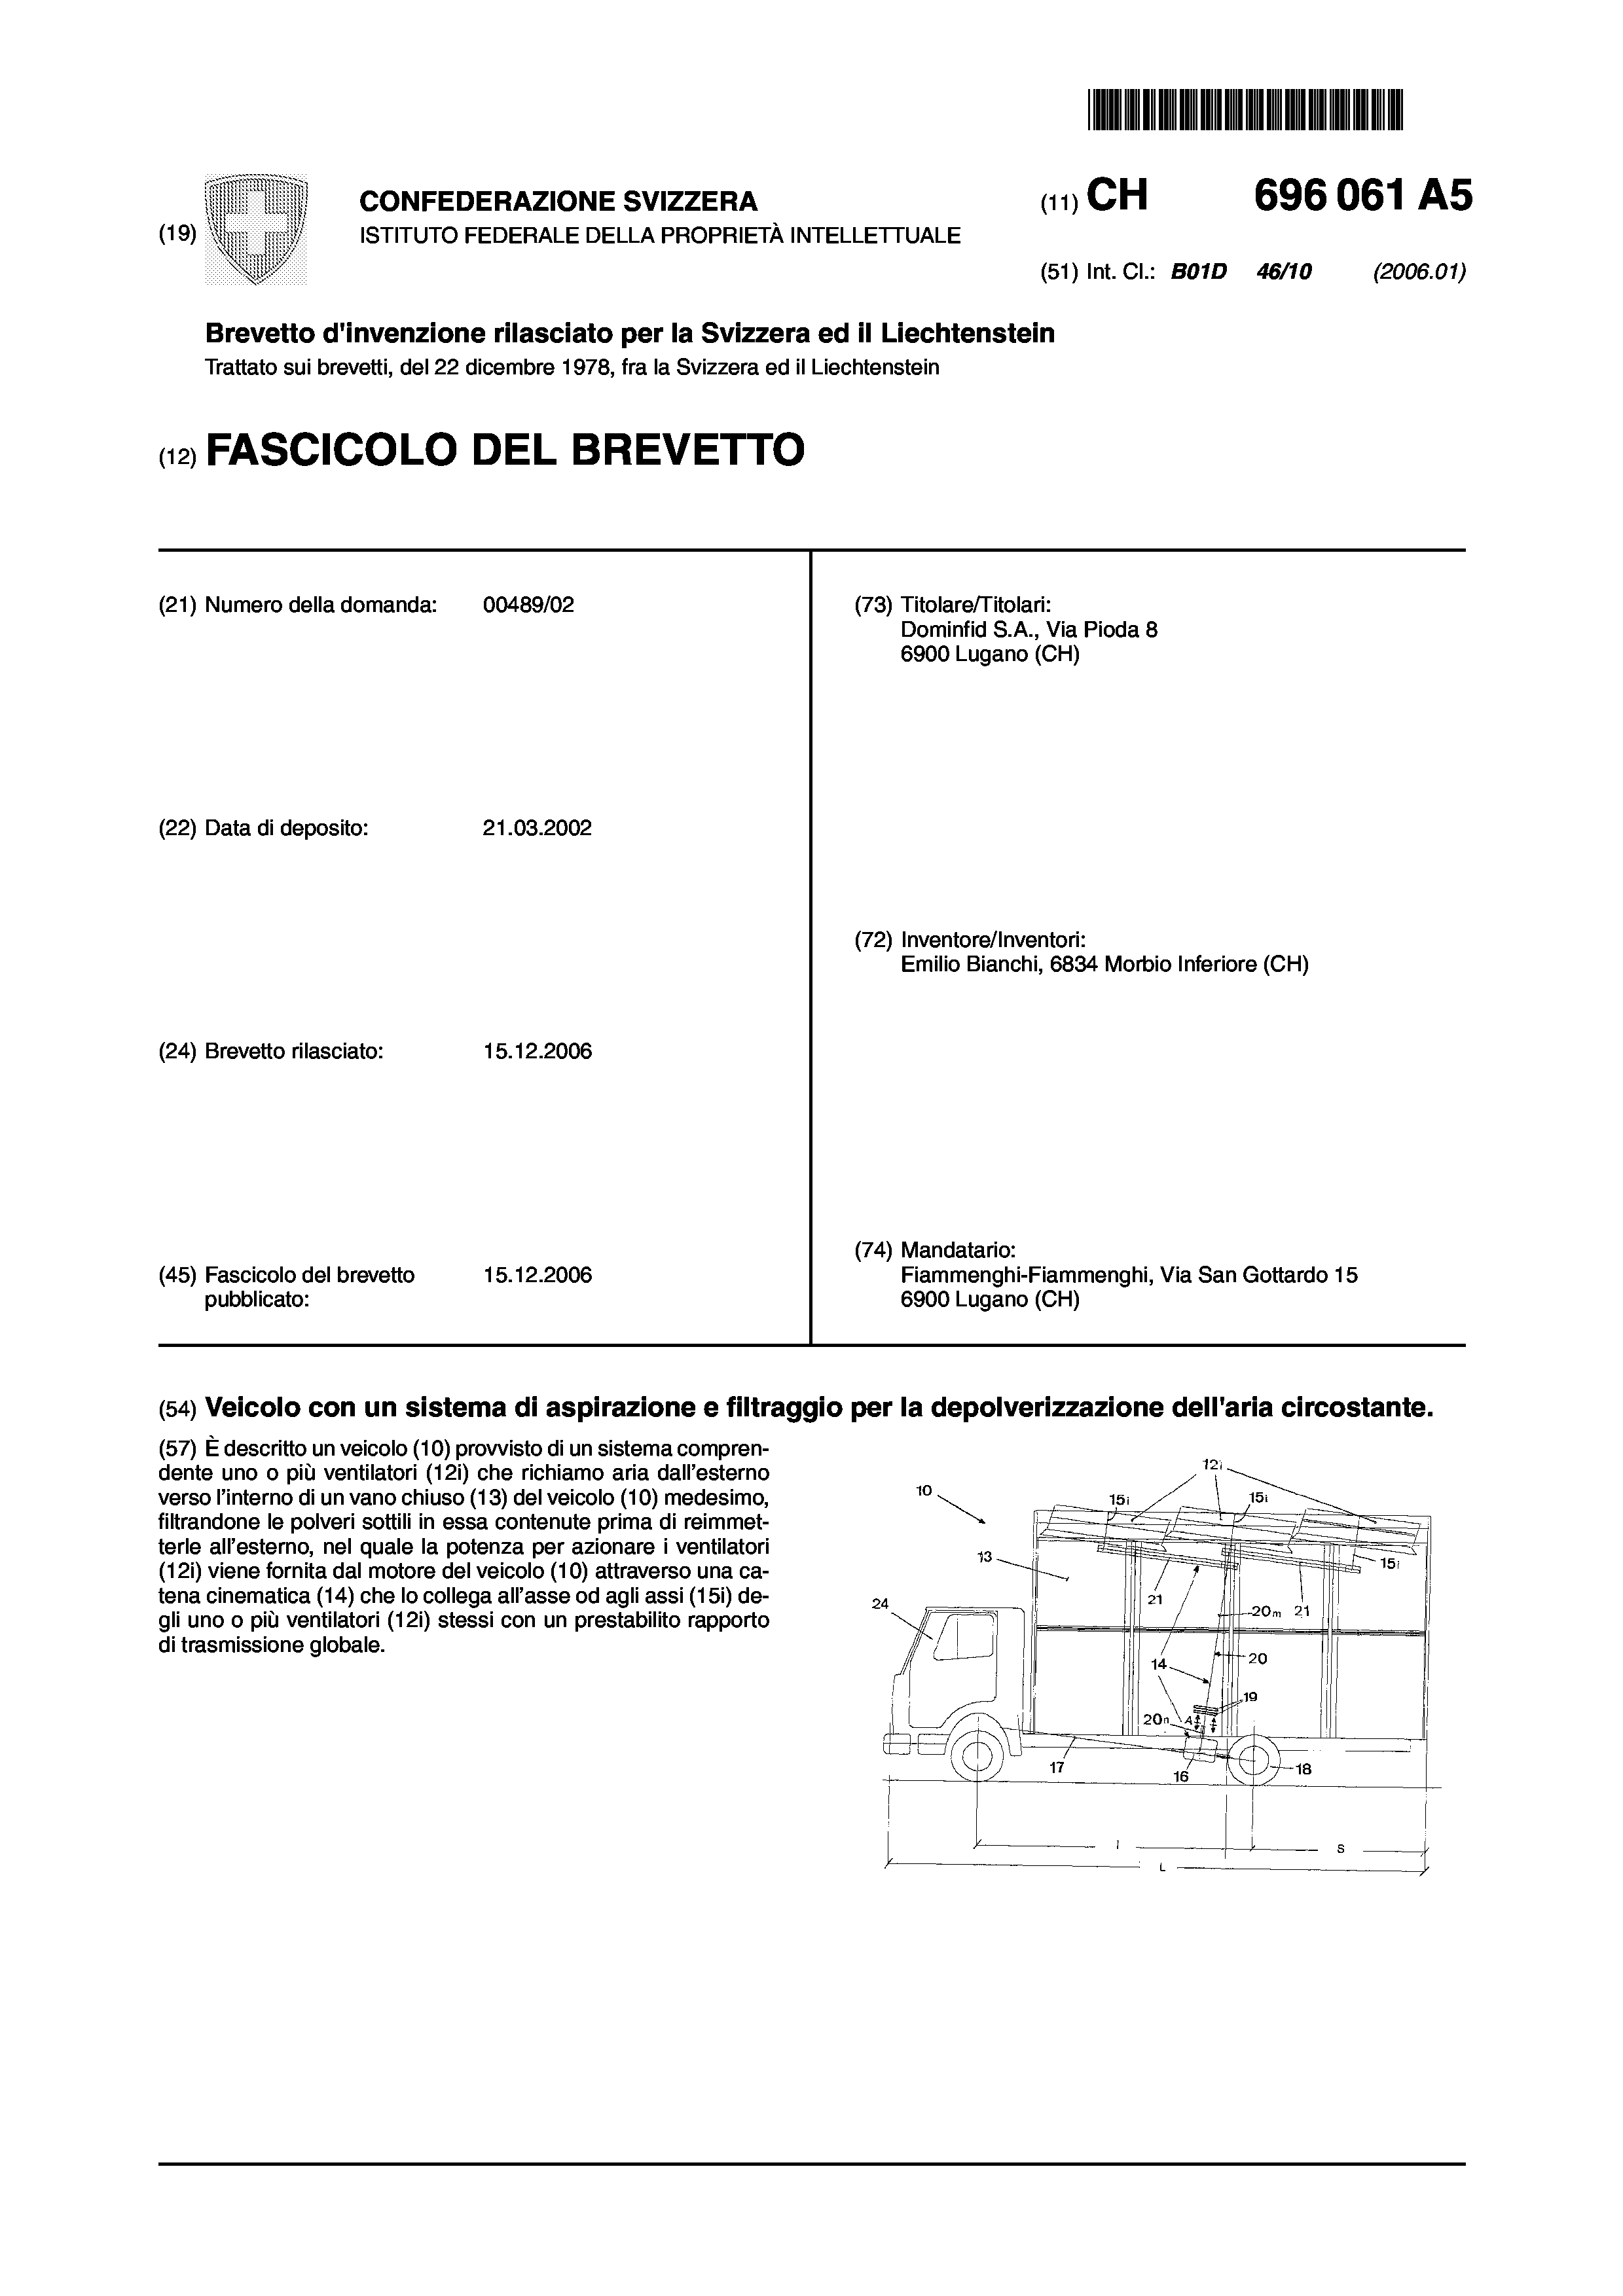 (19)
CONFEDERAZIONE SVIZZERA
ISTITUTO FEDERALE DELLA PROPRIETÀ INTELLETTUALE
(11) CH 696 061 A5
(51) Int. Cl.: B01D 46/10 (2006.01)
Brevetto d'invenzione rilasciato per la Svizzera ed il Liechtenstein
Trattato sui brevetti, del 22 dicembre 1978, fra la Svizzera ed il Liechtenstein
(12) FASCICOLO DEL BREVETTO
(21) Numero della domanda: 00489/02
(22) Data di deposito: 21.03.2002
(24) Brevetto rilasciato: 15.12.2006
(45) Fascicolo del brevetto 15.12.2006
pubblicato:
(73) Titolare/Titolari:
Dominfid S.A., Via Pioda 8
6900 Lugano (CH)
(72) Inventore/Inventori:
Emilio Bianchi, 6834 Morbio Inferiore (CH)
(74) Mandatario:
Fiammenghi-Fiammenghi, Via San Gottardo 15
6900 Lugano (CH)
(54) Veicolo con un sistema di aspirazione e filtraggio per la depolverizzazione dell'aria circostante.
(57) È descritto un veicolo (10) provvisto di un sistema compren-
dente uno o più ventilatori (12i) che richiamo aria dall'esterno
verso l'interno di un vano chiuso (13) del veicolo (10) medesimo,
filtrandone le polveri sottili in essa contenute prima di reimmet-
terle all'esterno, nel quale la potenza per azionare i ventilatori
(12i) viene fornita dal motore del veicolo (10) attraverso una ca-
tena cinematica (14) che lo collega all'asse od agli assi (15i) de-
gli uno o più ventilatori (12i) stessi con un prestabilito rapporto
di trasmissione globale.
12i
10
15i
15i
13
15i
21
20m
21
24
14
20
19
20n
A
17
16
18
I
S
L